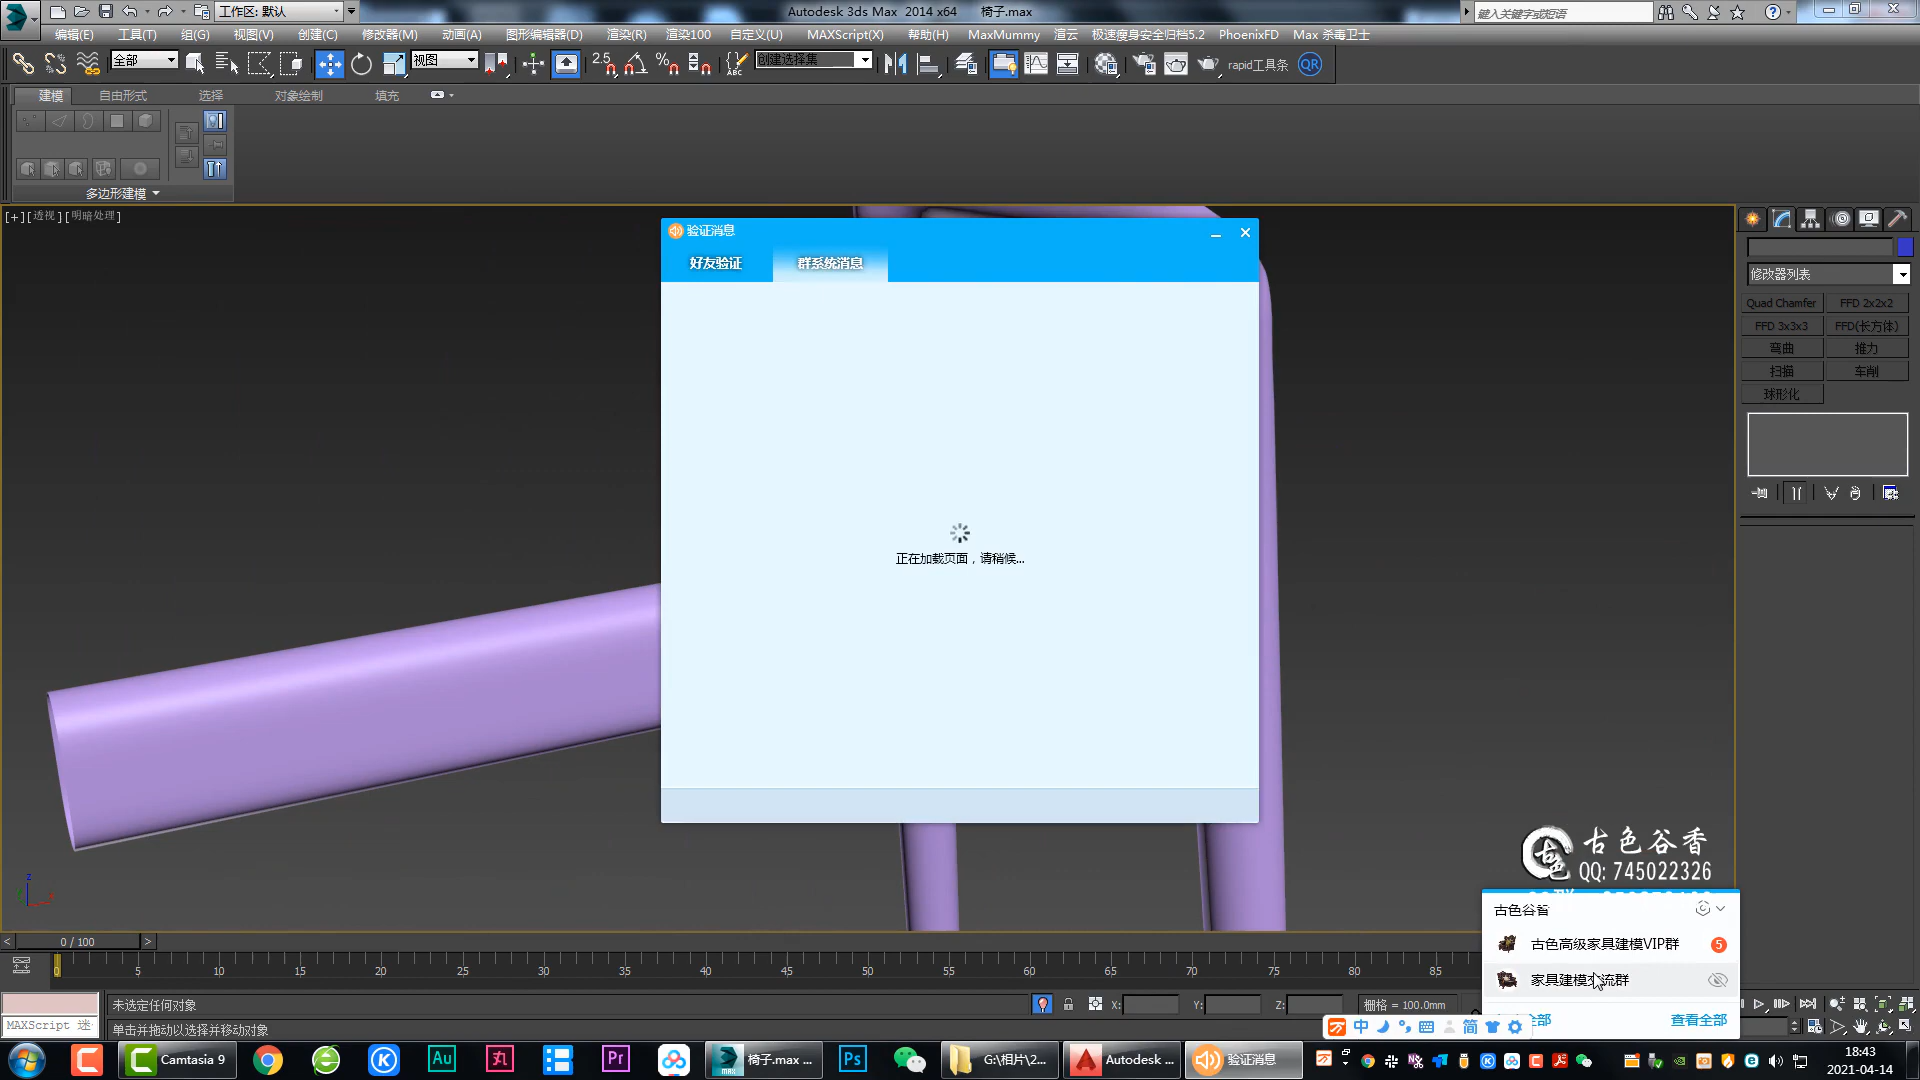 工作区: 默认
Autodesk 3ds Max  2014 x64    椅子.max
键入关键字或短语
编辑(E)  工具(T)  组(G)  视图(V)  创建(C)  修改器(M)  动画(A)  图形编辑器(D)  渲染(R)  渲染100  自定义(U)  MAXScript(X)  帮助(H)  MaxMummy  渲云  极速瘦身安全归档5.2  PhoenixFD  Max 杀毒卫士
全部  视图  2.5  ABC  创建选择集  rapid工具条  QR
建模  自由形式  选择  对象绘制  填充
多边形建模
[+][透视][明暗处理]
验证消息
好友验证  群系统消息
正在加载页面，请稍候...
修改器列表
Quad Chamfer  FFD 2x2x2
FFD 3x3x3  FFD(长方体)
弯曲  推力
扫描  车削
球形化
古色谷香
QQ: 745022326
古色谷香
古色高级家具建模VIP群  5
家具建模交流群
全部  查看全部
0 / 100
0  5  10  15  20  25  30  35  40  45  50  55  60  65  70  75  80  85
未选定任何对象  X:  Y:  Z:  栅格 = 100.0mm
MAXScript 迷  单击并拖动以选择并移动对象
中  简
Camtasia 9  Au  丸  Pr  椅子.max ...  Ps  G:\相片\2...  Autodesk ...  验证消息
18:43
2021-04-14